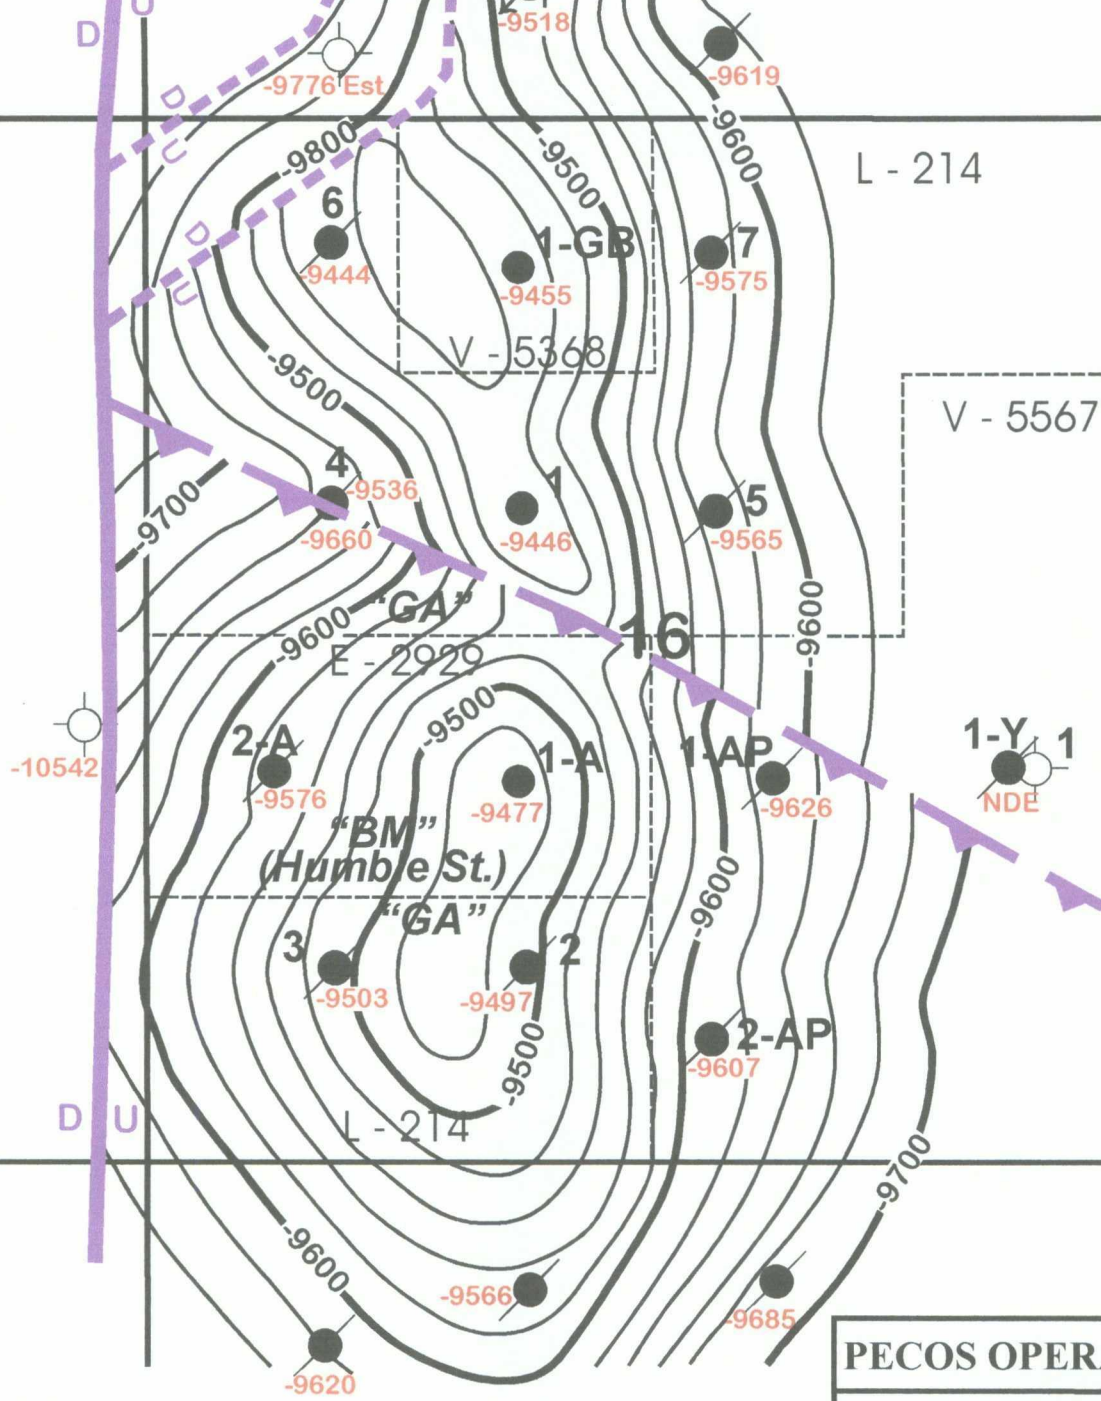 D
U
-9518
-9776 Est
-9619
D
U
-9800
-9500
-9600
L - 214
6
1-GB
7
D
U
-9444
-9455
-9575
V - 5368
-9500
V - 5567
4
-9536
1
5
-9700
-9660
-9446
-9565
"GA"
-9600
16
-9600
E - 2929
-9500
2-A
1-A
1-AP
1-Y
1
-10542
-9576
-9477
-9626
NDE
"BM"
(Humble St.)
"GA"
-9600
3
2
-9503
-9497
2-AP
-9500
-9607
D
U
L - 214
-9700
-9600
-9566
-9685
PECOS OPER
-9620